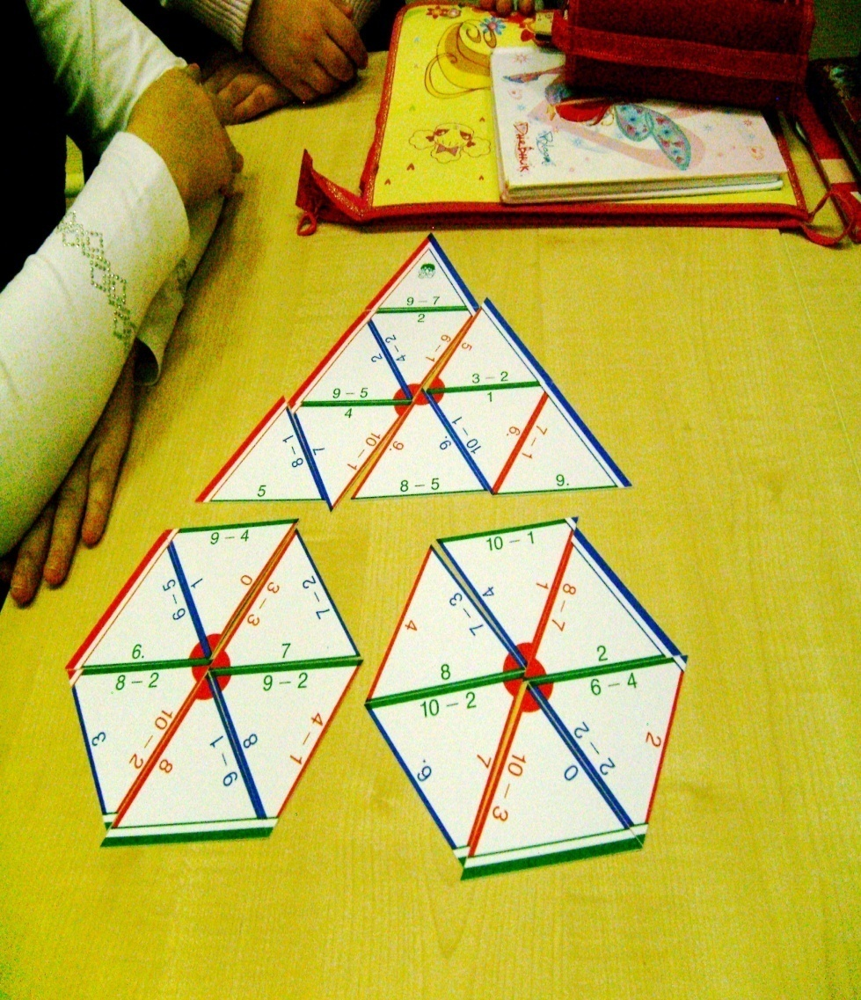 Bloom
DIARBHUK.
9 – 7
2
4 – 2
2
6 – 1
5
9 – 5
4
3 – 2
1
8 – 1
7
10 – 1
9.
9.
10 – 1
6.
7 – 1
5
8 – 5
9.
9 – 4
6 – 5
1
0
3 – 3
7 – 2
6.
8 – 2
7
9 – 2
3
10 – 2
8
9 – 1
8
4 – 1
10 – 1
4
7 – 3
4
1
8 – 7
8
10 – 2
2
6 – 4
6.
7
10 – 3
0
2 – 2
2